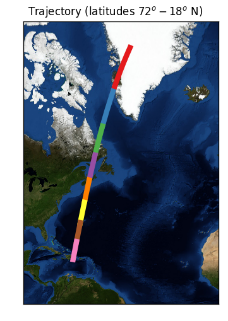 Trajectory (latitudes 72° − 18° N)